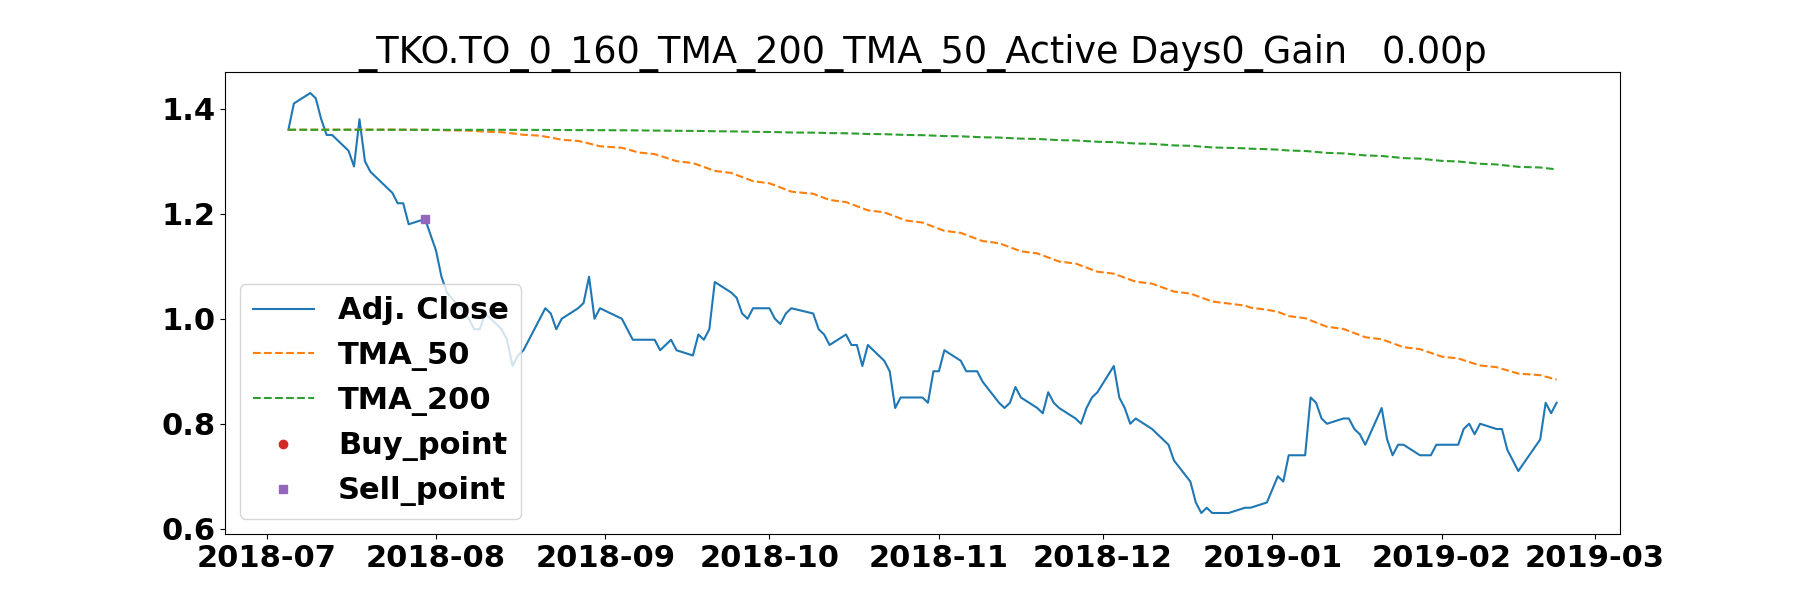 _TKO.TO_0_160_TMA_200_TMA_50_Active Days0_Gain   0.00p
1.4
1.2
1.0
0.8
0.6
Adj. Close
TMA_50
TMA_200
Buy_point
Sell_point
2018-07 2018-08 2018-09 2018-10 2018-11 2018-12 2019-01 2019-02 2019-03